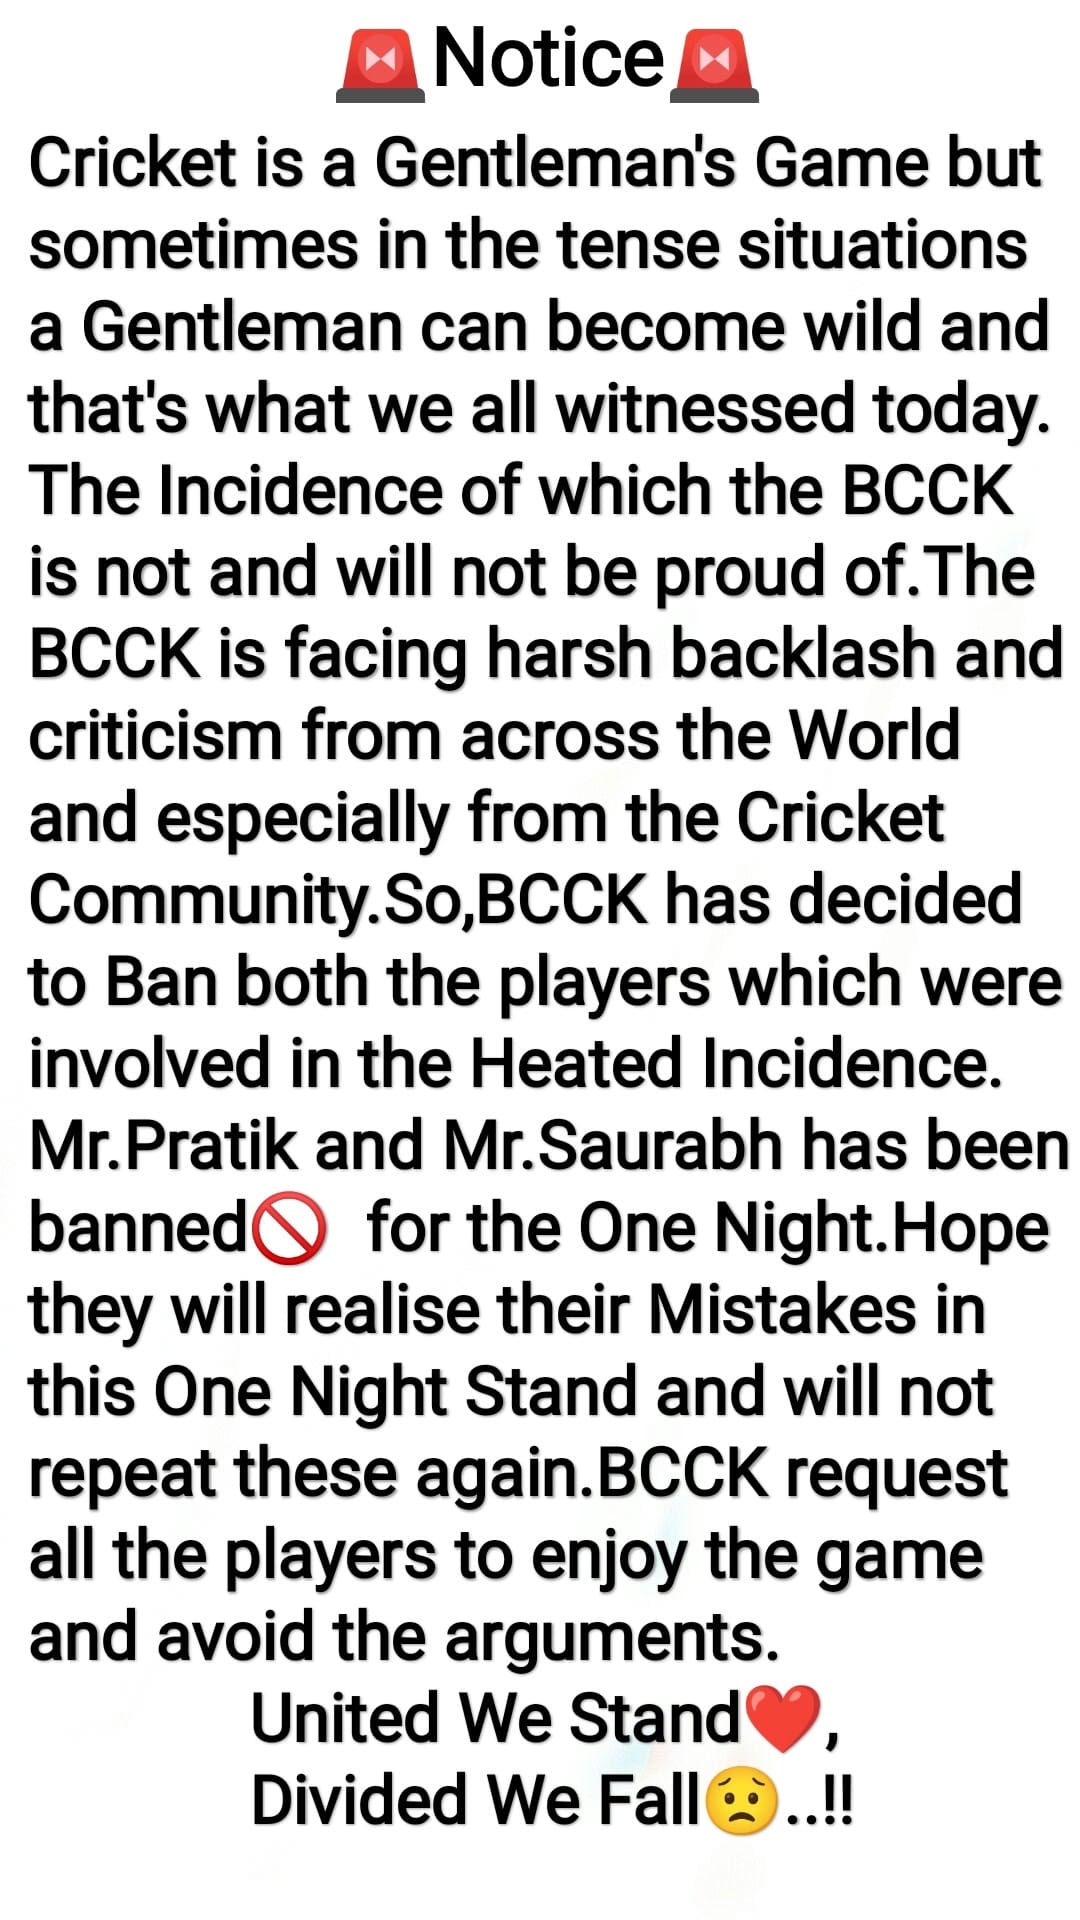 🚨Notice🚨
Cricket is a Gentleman's Game but
sometimes in the tense situations
a Gentleman can become wild and
that's what we all witnessed today.
The Incidence of which the BCCK
is not and will not be proud of.The
BCCK is facing harsh backlash and
criticism from across the World
and especially from the Cricket
Community.So,BCCK has decided
to Ban both the players which were
involved in the Heated Incidence.
Mr.Pratik and Mr.Saurabh has been
banned🚫 for the One Night.Hope
they will realise their Mistakes in
this One Night Stand and will not
repeat these again.BCCK request
all the players to enjoy the game
and avoid the arguments.
United We Stand❤️,
Divided We Fall😟..!!